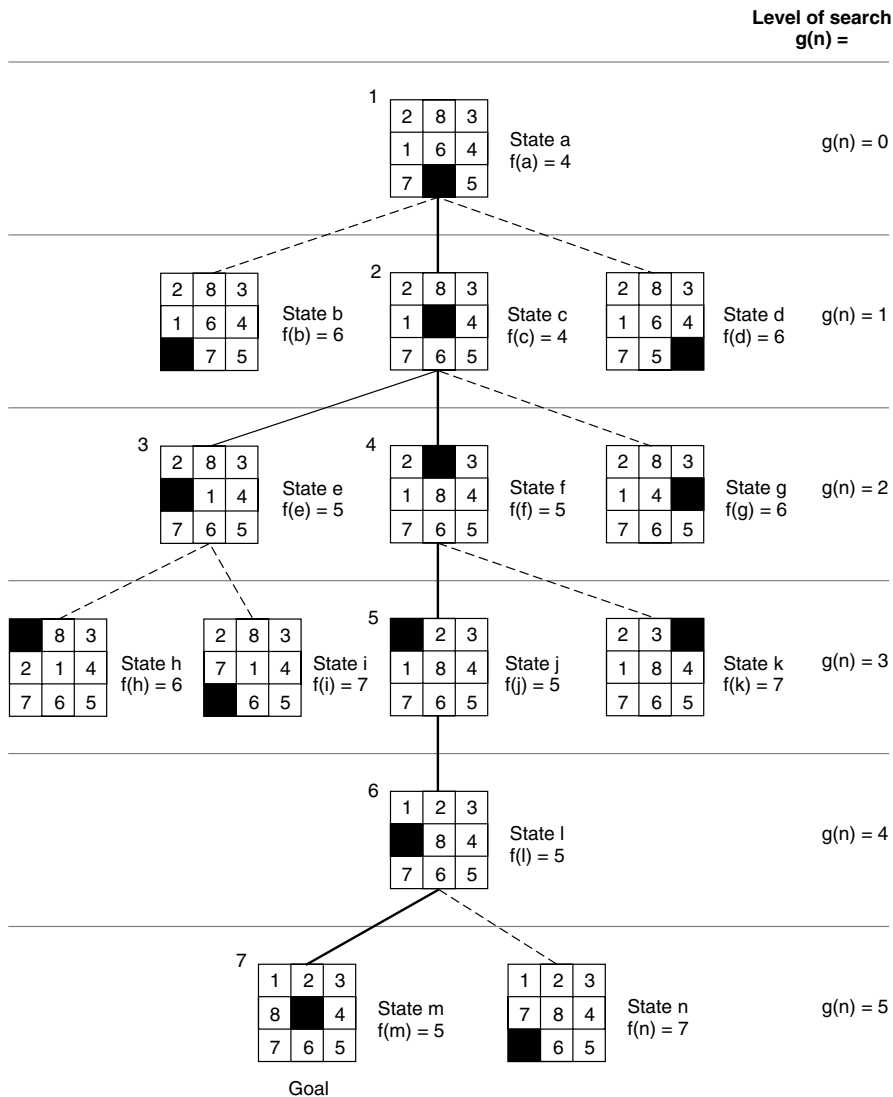 Level of search
g(n) =
1
2 8 3
1 6 4
7 5
State a
f(a) = 4
g(n) = 0
2 8 3
1 6 4
7 5
State b
f(b) = 6
2
2 8 3
1 4
7 6 5
State c
f(c) = 4
2 8 3
1 6 4
7 5
State d
f(d) = 6
g(n) = 1
3
2 8 3
1 4
7 6 5
State e
f(e) = 5
4
2 3
1 8 4
7 6 5
State f
f(f) = 5
2 8 3
1 4
7 6 5
State g
f(g) = 6
g(n) = 2
8 3
2 1 4
7 6 5
State h
f(h) = 6
2 8 3
7 1 4
6 5
State i
f(i) = 7
5
2 3
1 8 4
7 6 5
State j
f(j) = 5
2 3
1 8 4
7 6 5
State k
f(k) = 7
g(n) = 3
6
1 2 3
8 4
7 6 5
State l
f(l) = 5
g(n) = 4
7
1 2 3
8 4
7 6 5
State m
f(m) = 5
Goal
1 2 3
7 8 4
6 5
State n
f(n) = 7
g(n) = 5